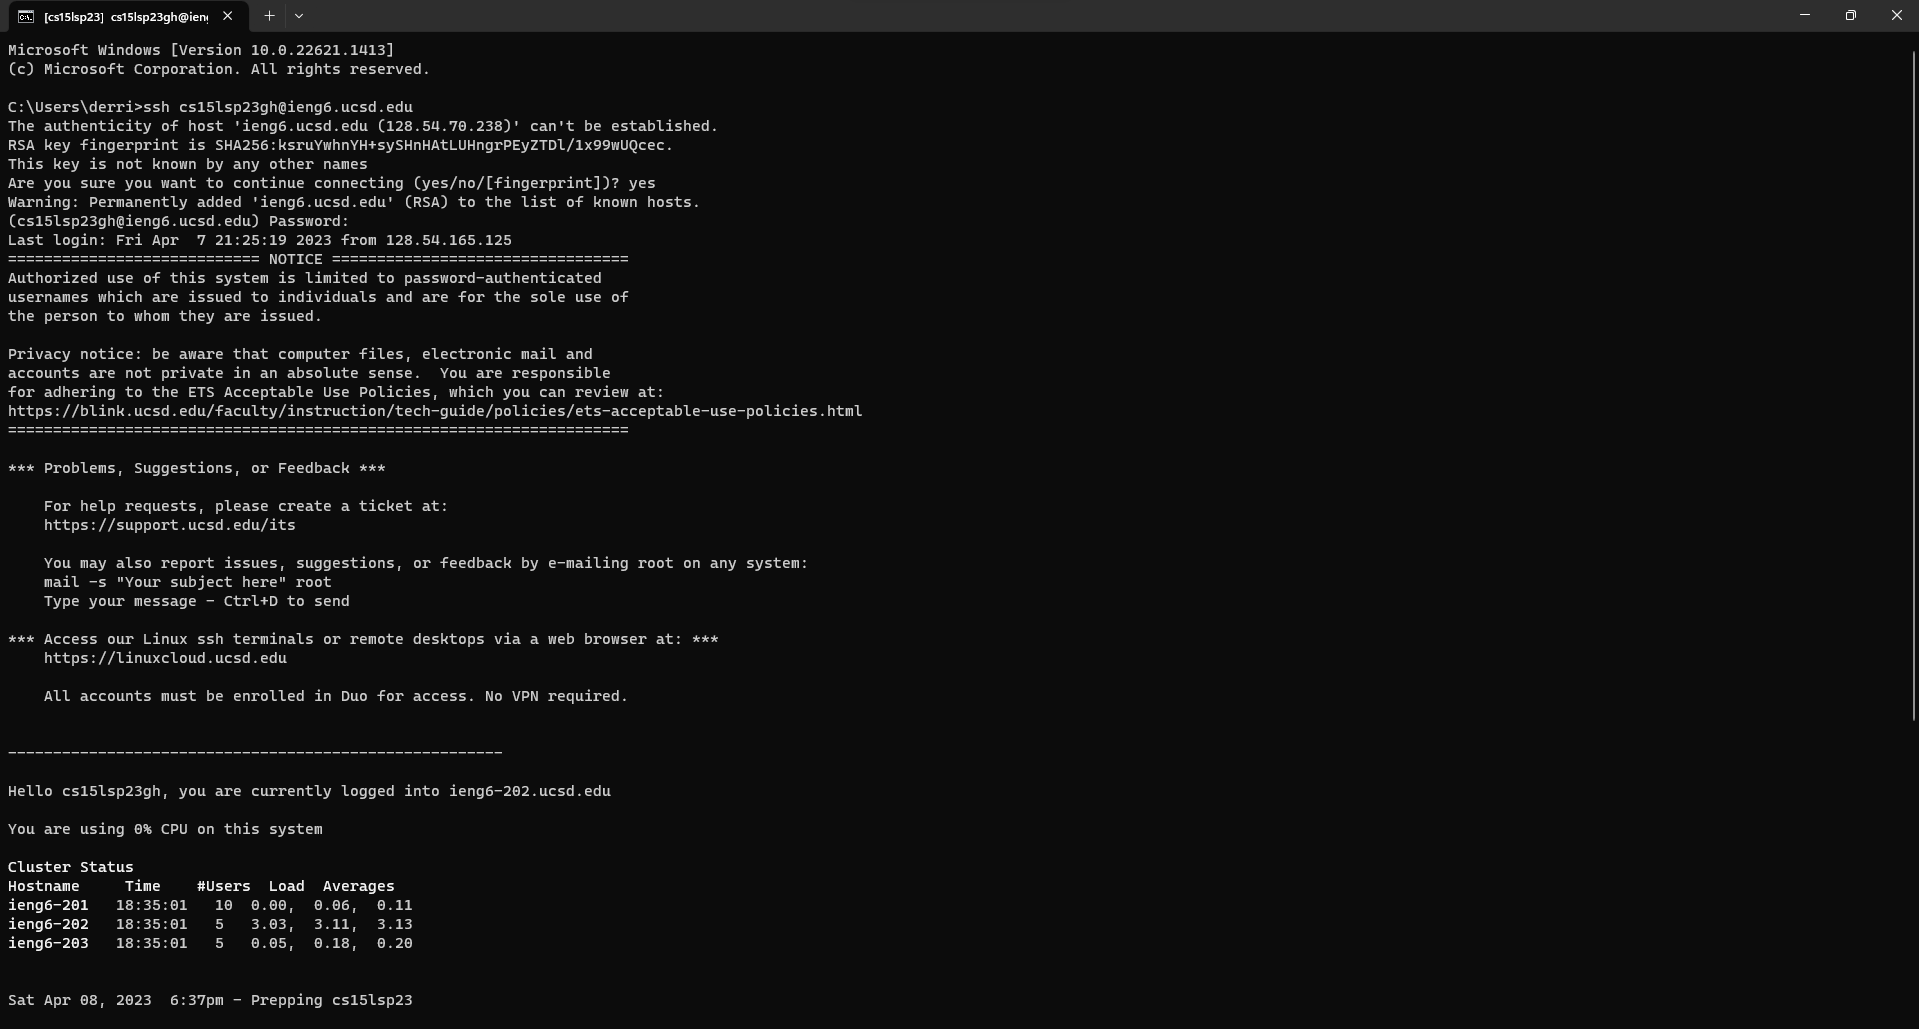 [cs15lsp23] cs15lsp23gh@ieng
Microsoft Windows [Version 10.0.22621.1413]
(c) Microsoft Corporation. All rights reserved.
C:\Users\derri>ssh cs15lsp23gh@ieng6.ucsd.edu
The authenticity of host 'ieng6.ucsd.edu (128.54.70.238)' can't be established.
RSA key fingerprint is SHA256:ksruYwhnYH+sySHnHAtLUHngrPEyZTDl/1x99wUQcec.
This key is not known by any other names
Are you sure you want to continue connecting (yes/no/[fingerprint])? yes
Warning: Permanently added 'ieng6.ucsd.edu' (RSA) to the list of known hosts.
(cs15lsp23gh@ieng6.ucsd.edu) Password:
Last login: Fri Apr  7 21:25:19 2023 from 128.54.165.125
============================ NOTICE =================================
Authorized use of this system is limited to password-authenticated
usernames which are issued to individuals and are for the sole use of
the person to whom they are issued.
Privacy notice: be aware that computer files, electronic mail and
accounts are not private in an absolute sense.  You are responsible
for adhering to the ETS Acceptable Use Policies, which you can review at:
https://blink.ucsd.edu/faculty/instruction/tech-guide/policies/ets-acceptable-use-policies.html
=====================================================================
*** Problems, Suggestions, or Feedback ***
    For help requests, please create a ticket at:
    https://support.ucsd.edu/its
    You may also report issues, suggestions, or feedback by e-mailing root on any system:
    mail -s "Your subject here" root
    Type your message - Ctrl+D to send
*** Access our Linux ssh terminals or remote desktops via a web browser at: ***
    https://linuxcloud.ucsd.edu
    All accounts must be enrolled in Duo for access. No VPN required.
-------------------------------------------------------
Hello cs15lsp23gh, you are currently logged into ieng6-202.ucsd.edu
You are using 0% CPU on this system
Cluster Status
Hostname     Time    #Users  Load  Averages
ieng6-201   18:35:01   10  0.00,  0.06,  0.11
ieng6-202   18:35:01   5   3.03,  3.11,  3.13
ieng6-203   18:35:01   5   0.05,  0.18,  0.20
Sat Apr 08, 2023  6:37pm - Prepping cs15lsp23